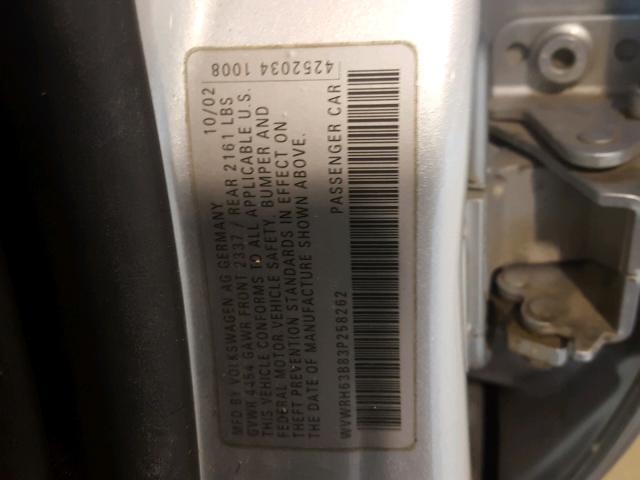 4252034 1008
MFD BY VOLKSWAGEN AG GERMANY 10/02
GVWR 4454 GAWR FRONT 2337 / REAR 2161 LBS
THIS VEHICLE CONFORMS TO ALL APPLICABLE U.S.
FEDERAL MOTOR VEHICLE SAFETY, BUMPER AND
THEFT PREVENTION STANDARDS IN EFFECT ON
THE DATE OF MANUFACTURE SHOWN ABOVE.
WVWRH63B83P258262 PASSENGER CAR